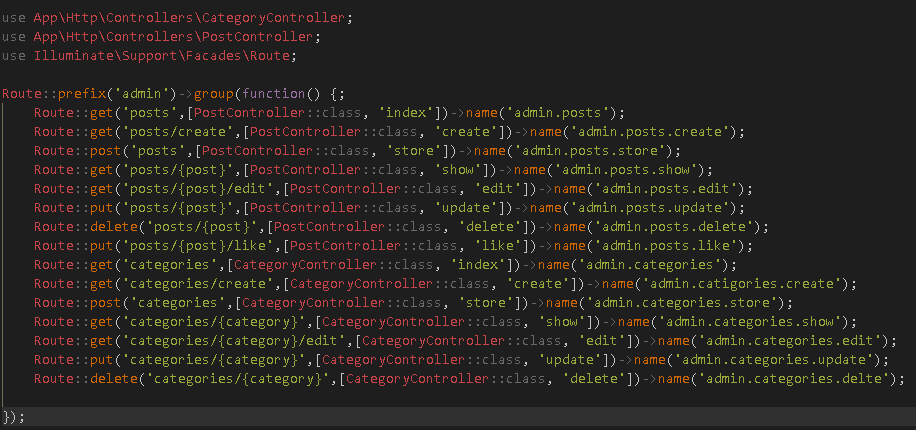 use App\Http\Controllers\CategoryController;
use App\Http\Controllers\PostController;
use Illuminate\Support\Facades\Route;

Route::prefix('admin')->group(function() {;
    Route::get('posts',[PostController::class, 'index'])->name('admin.posts');
    Route::get('posts/create',[PostController::class, 'create'])->name('admin.posts.create');
    Route::post('posts',[PostController::class, 'store'])->name('admin.posts.store');
    Route::get('posts/{post}',[PostController::class, 'show'])->name('admin.posts.show');
    Route::get('posts/{post}/edit',[PostController::class, 'edit'])->name('admin.posts.edit');
    Route::put('posts/{post}',[PostController::class, 'update'])->name('admin.posts.update');
    Route::delete('posts/{post}',[PostController::class, 'delete'])->name('admin.posts.delete');
    Route::put('posts/{post}/like',[PostController::class, 'like'])->name('admin.posts.like');
    Route::get('categories',[CategoryController::class, 'index'])->name('admin.categories');
    Route::get('categories/create',[CategoryController::class, 'create'])->name('admin.catigories.create');
    Route::post('categories',[CategoryController::class, 'store'])->name('admin.categories.store');
    Route::get('categories/{category}',[CategoryController::class, 'show'])->name('admin.categories.show');
    Route::get('categories/{category}/edit',[CategoryController::class, 'edit'])->name('admin.categories.edit');
    Route::put('categories/{category}',[CategoryController::class, 'update'])->name('admin.categories.update');
    Route::delete('categories/{category}',[CategoryController::class, 'delete'])->name('admin.categories.delte');

});